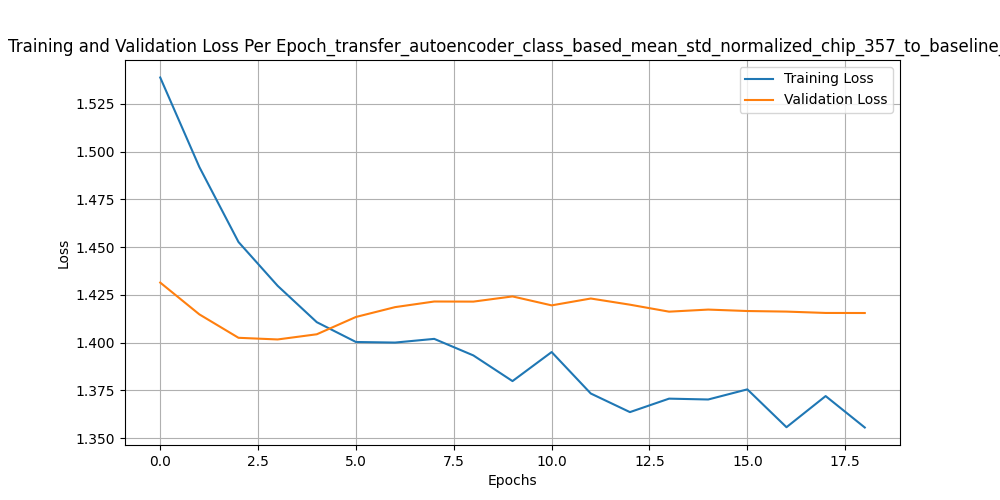 Training and Validation Loss Per Epoch_transfer_autoencoder_class_based_mean_std_normalized_chip_357_to_baseline_
Training Loss
Validation Loss
1.525
1.500
1.475
1.450
1.425
1.400
1.375
1.350
Loss
0.0 2.5 5.0 7.5 10.0 12.5 15.0 17.5
Epochs